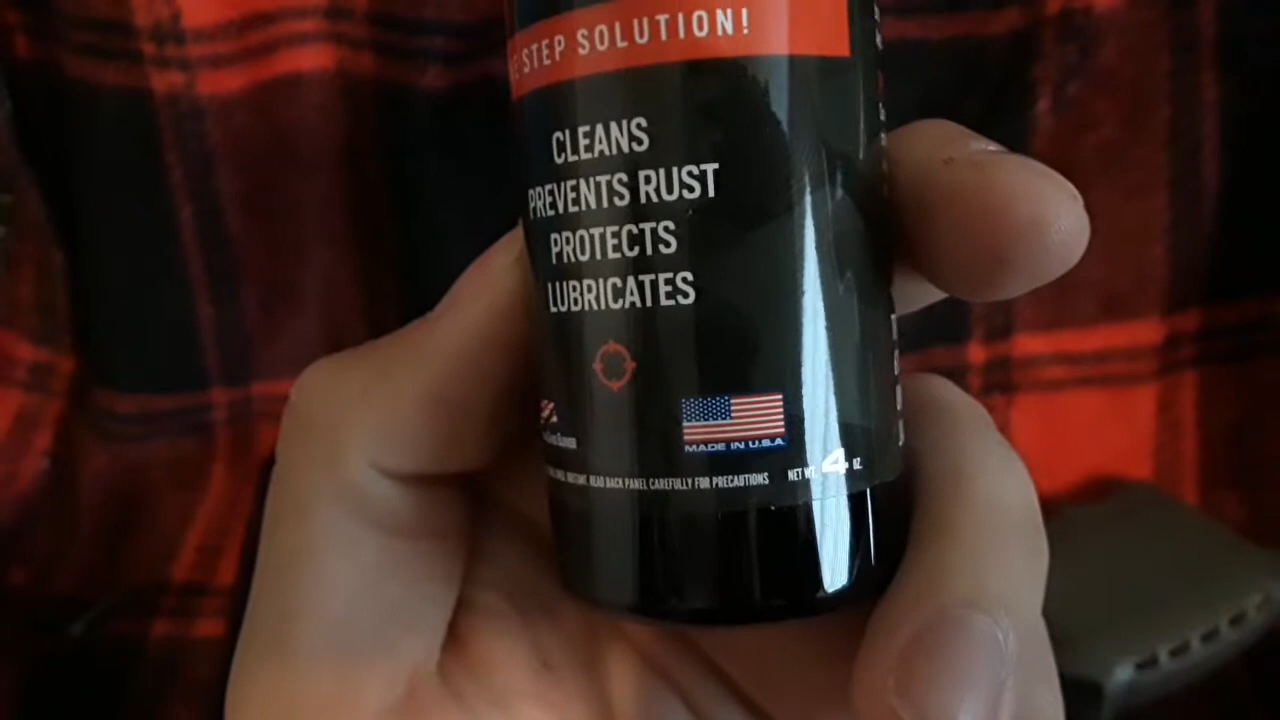 STEP SOLUTION!
CLEANS
PREVENTS RUST
PROTECTS
LUBRICATES
MADE IN U.S.A
READ BACK PANEL CAREFULLY FOR PRECAUTIONS
NET WT. 4 OZ.